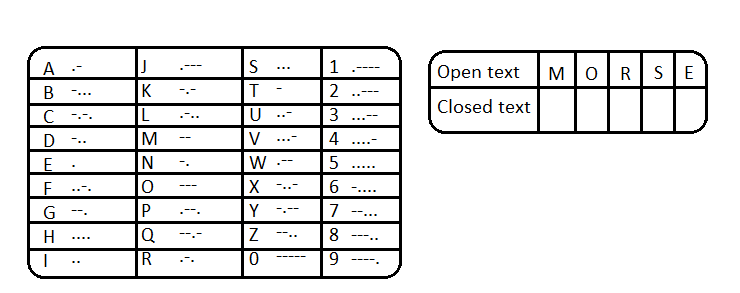 A .- J .--- S ... 1 .----
B -... K -.- T - 2 ..---
C -.-. L .-.. U ..- 3 ...--
D -.. M -- V ...- 4 ....-
E . N -. W .-- 5 .....
F ..-. O --- X -..- 6 -....
G --. P .--. Y -.-- 7 --...
H .... Q --.- Z --.. 8 ---..
I .. R .-. 0 ----- 9 ----.
Open text M O R S E
Closed text